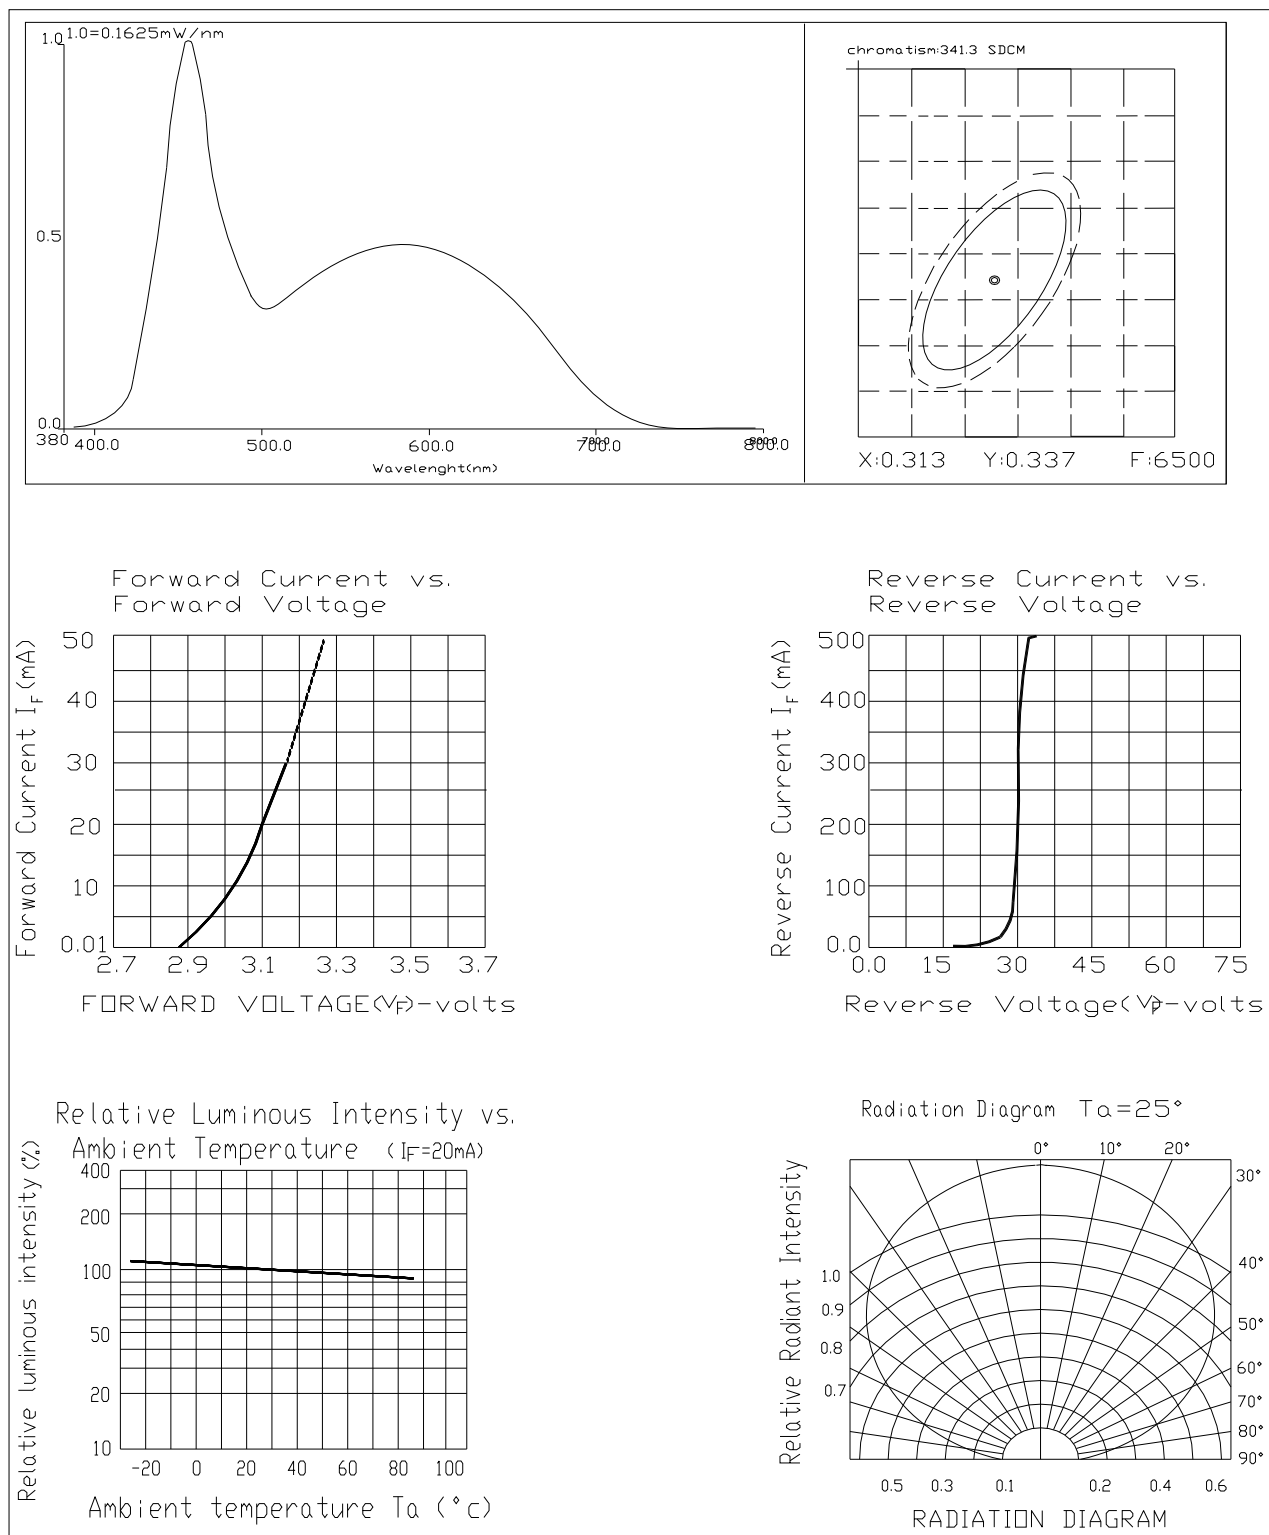 1.0=0.1625mW/nm
1.0
0.5
0.0
380 400.0 500.0 600.0 700.0 800.0
Wavelenght(nm)
chromatism:341.3 SDCM
X:0.313 Y:0.337 F:6500
Forward Current vs.
Forward Voltage
Forward Current IF(mA)
50
40
30
20
10
0.01
2.7 2.9 3.1 3.3 3.5 3.7
FORWARD VOLTAGE(VF)-volts
Reverse Current vs.
Reverse Voltage
Reverse Current IF(mA)
500
400
300
200
100
0.0
0.0 15 30 45 60 75
Reverse Voltage(
-volts
Relative Luminous Intensity vs.
Ambient Temperature (IF=20mA)
Relative luminous intensity(%)
400
200
100
50
20
10
-20 0 20 40 60 80 100
Ambient temperature Ta (°c)
Radiation Diagram Ta=25°
Relative Radiant Intensity
0° 10° 20°
30°
40°
50°
60°
70°
80°
90°
1.0
0.9
0.8
0.7
0.5 0.3 0.1 0.2 0.4 0.6
RADIATION DIAGRAM